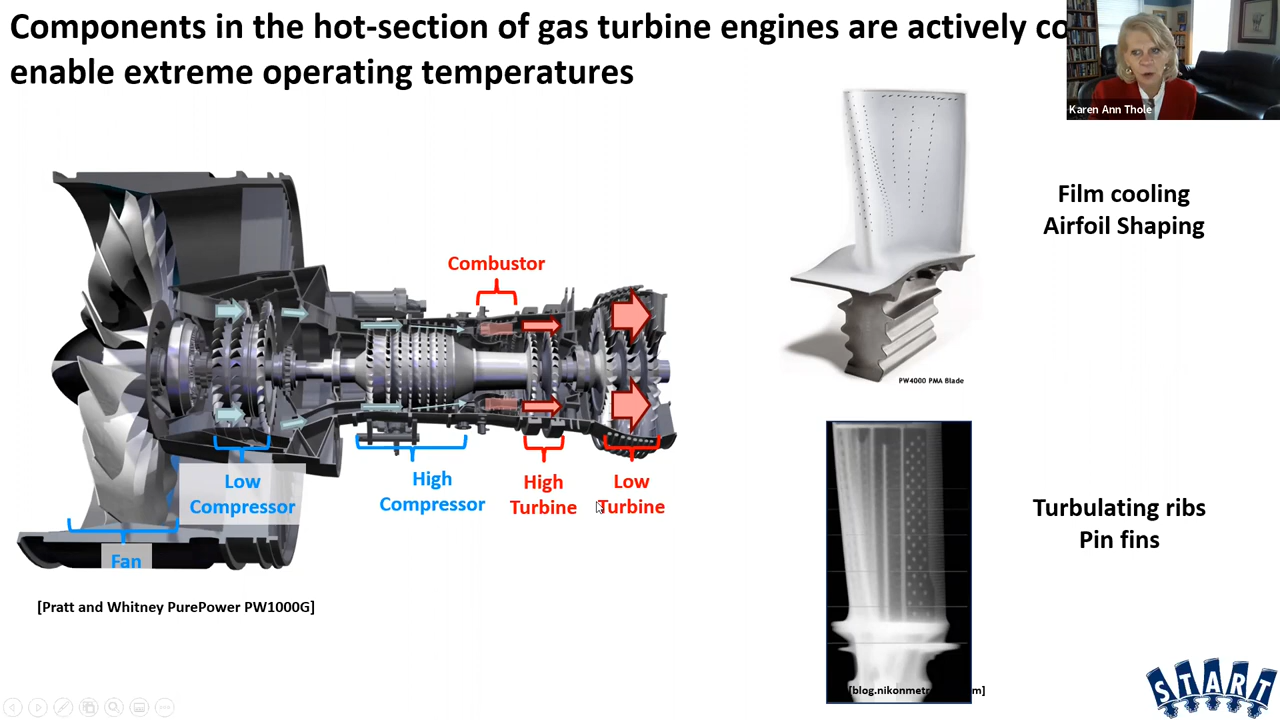 Components in the hot-section of gas turbine engines are actively
enable extreme operating temperatures
Karen Ann Thole
Film cooling
Airfoil Shaping
Combustor
PW4000 PMA Blade
Low
Compressor
High
Compressor
High
Turbine
Low
Turbine
Fan
Turbulating ribs
Pin fins
[Pratt and Whitney PurePower PW1000G]
START